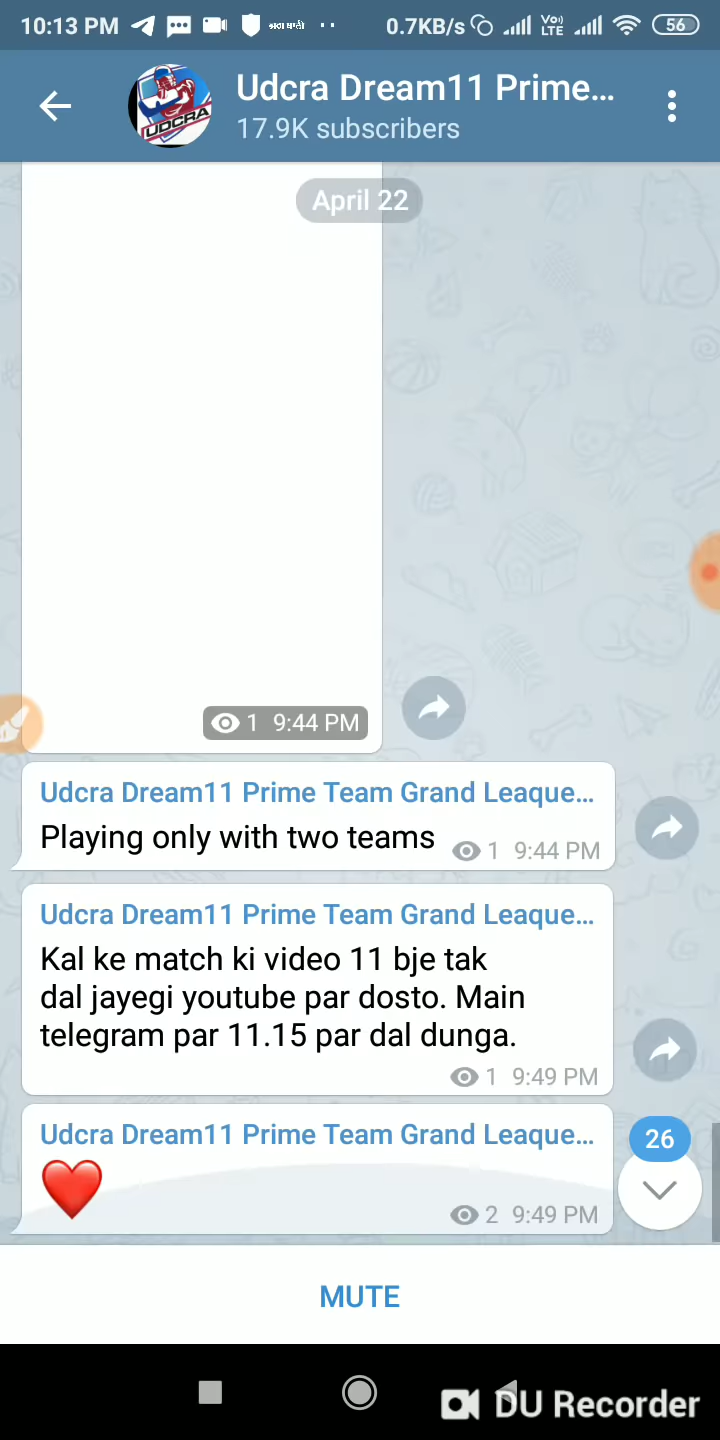 10:13 PM
0.7KB/s
Vo))
LTE
56
Udcra Dream11 Prime...
17.9K subscribers
UDCRA
April 22
1 9:44 PM
Udcra Dream11 Prime Team Grand Leaque...
Playing only with two teams
1 9:44 PM
Udcra Dream11 Prime Team Grand Leaque...
Kal ke match ki video 11 bje tak
dal jayegi youtube par dosto. Main
telegram par 11.15 par dal dunga.
1 9:49 PM
Udcra Dream11 Prime Team Grand Leaque...
2 9:49 PM
26
MUTE
DU Recorder